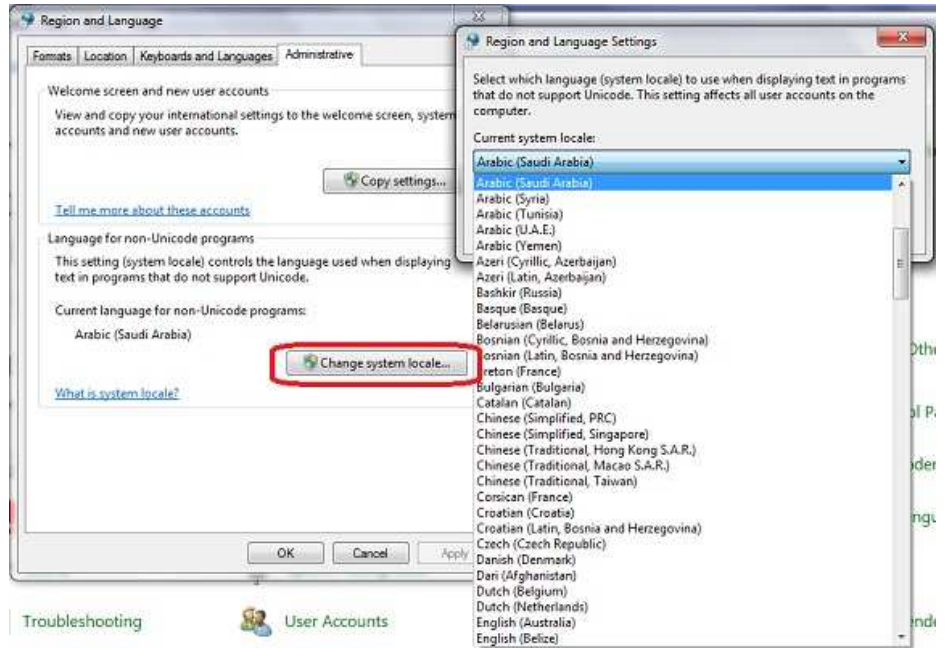 Region and Language
Formats Location Keyboards and Languages Administrative
Welcome screen and new user accounts
View and copy your international settings to the welcome screen, system
accounts and new user accounts.
Copy settings...
Tell me more about these accounts
Language for non-Unicode programs
This setting (system locale) controls the language used when displaying
text in programs that do not support Unicode.
Current language for non-Unicode programs:
Arabic (Saudi Arabia)
Change system locale...
What is system locale?
OK Cancel Apply
Troubleshooting
User Accounts
Region and Language Settings
Select which language (system locale) to use when displaying text in programs
that do not support Unicode. This setting affects all user accounts on the
computer.
Current system locale:
Arabic (Saudi Arabia)
Arabic (Saudi Arabia)
Arabic (Syria)
Arabic (Tunisia)
Arabic (U.A.E.)
Arabic (Yemen)
Azeri (Cyrillic, Azerbaijan)
Azeri (Latin, Azerbaijan)
Bashkir (Russia)
Basque (Basque)
Belarusian (Belarus)
Bosnian (Cyrillic, Bosnia and Herzegovina)
Bosnian (Latin, Bosnia and Herzegovina)
Breton (France)
Bulgarian (Bulgaria)
Catalan (Catalan)
Chinese (Simplified, PRC)
Chinese (Simplified, Singapore)
Chinese (Traditional, Hong Kong S.A.R.)
Chinese (Traditional, Macao S.A.R.)
Chinese (Traditional, Taiwan)
Corsican (France)
Croatian (Croatia)
Croatian (Latin, Bosnia and Herzegovina)
Czech (Czech Republic)
Danish (Denmark)
Dari (Afghanistan)
Dutch (Belgium)
Dutch (Netherlands)
English (Australia)
English (Belize)